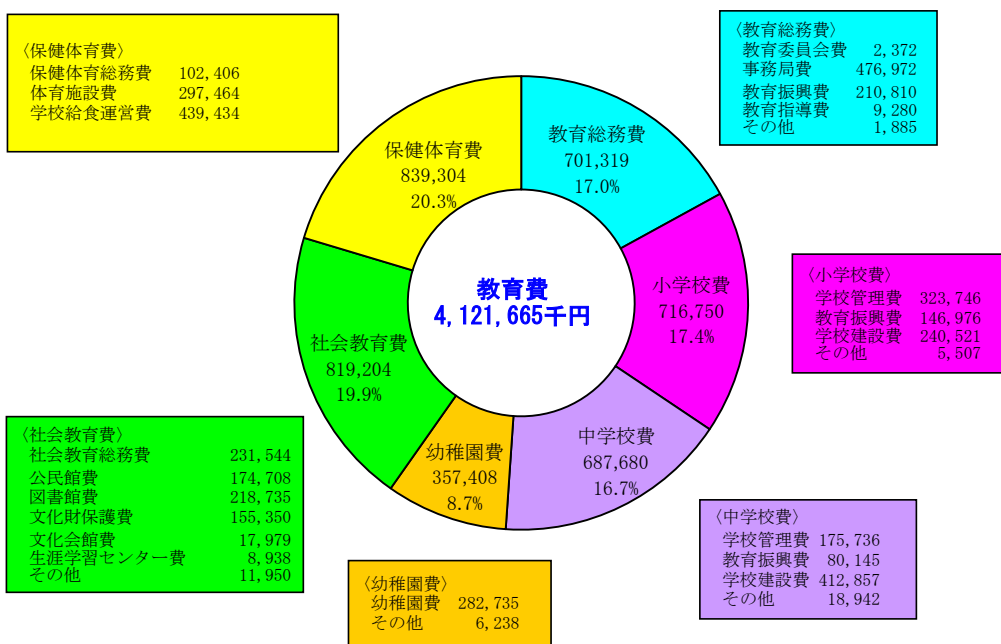 〈保健体育費〉
保健体育総務費 102,406
体育施設費 297,464
学校給食運営費 439,434
〈教育総務費〉
教育委員会費 2,372
事務局費 476,972
教育振興費 210,810
教育指導費 9,280
その他 1,885
保健体育費
839,304
20.3%
教育総務費
701,319
17.0%
教育費
4,121,665千円
小学校費
716,750
17.4%
〈小学校費〉
学校管理費 323,746
教育振興費 146,976
学校建設費 240,521
その他 5,507
社会教育費
819,204
19.9%
幼稚園費
357,408
8.7%
中学校費
687,680
16.7%
〈社会教育費〉
社会教育総務費 231,544
公民館費 174,708
図書館費 218,735
文化財保護費 155,350
文化会館費 17,979
生涯学習センター費 8,938
その他 11,950
〈幼稚園費〉
幼稚園費 282,735
その他 6,238
〈中学校費〉
学校管理費 175,736
教育振興費 80,145
学校建設費 412,857
その他 18,942